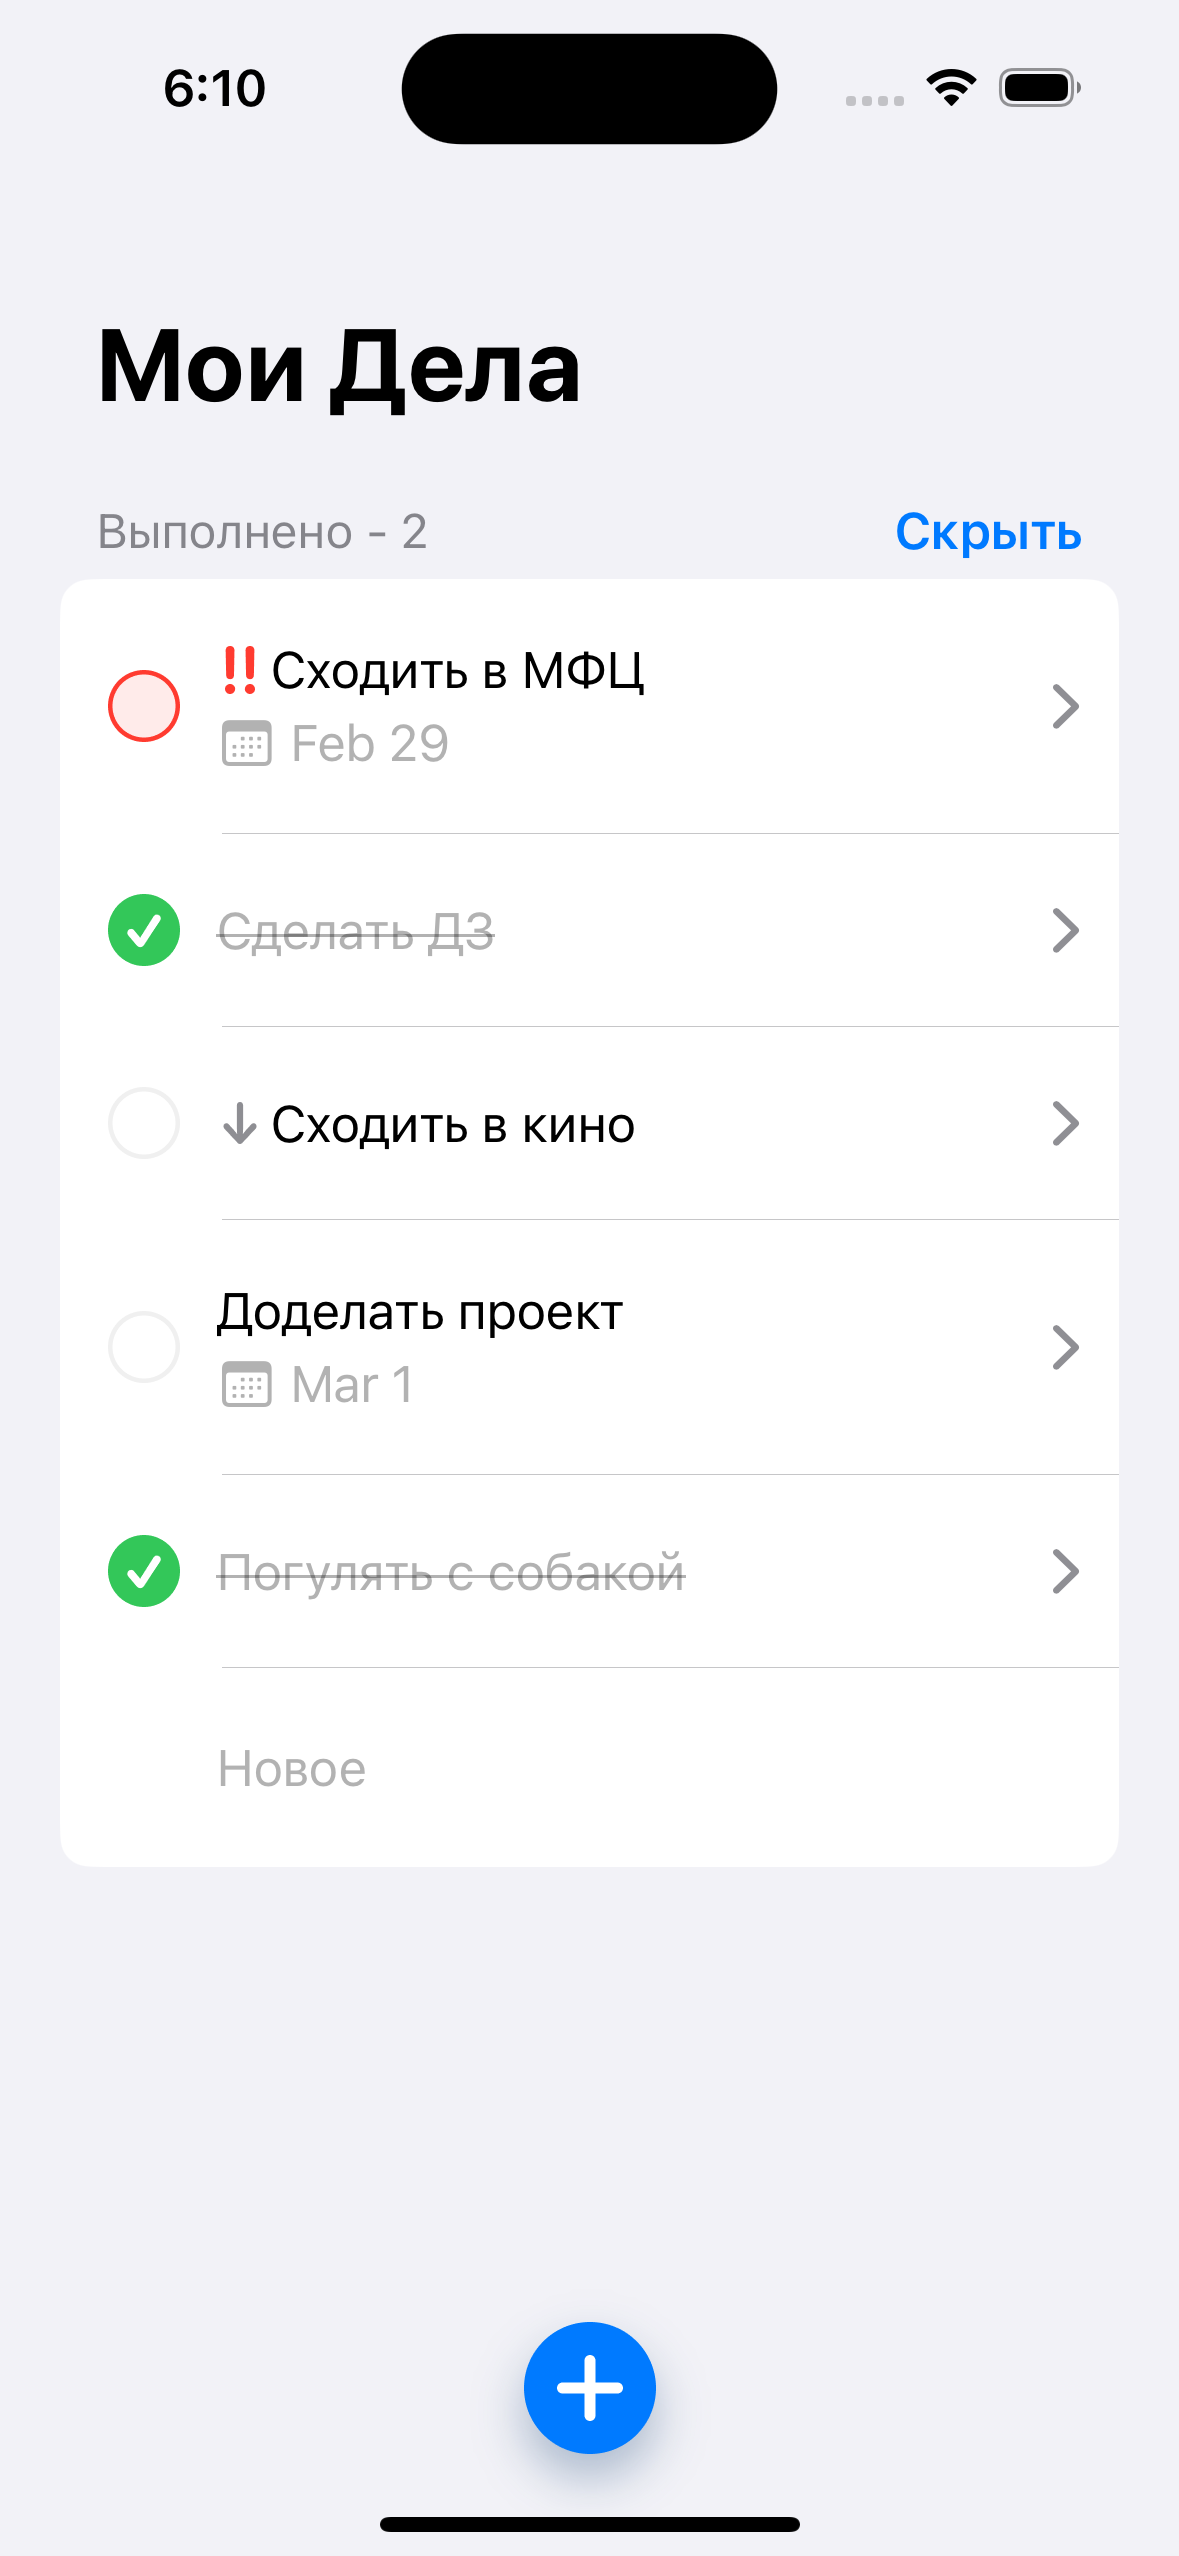 6:10
Мои Дела
Выполнено - 2
Скрыть
‼ Сходить в МФЦ
Feb 29
Сделать ДЗ
↓ Сходить в кино
Доделать проект
Mar 1
Погулять с собакой
Новое